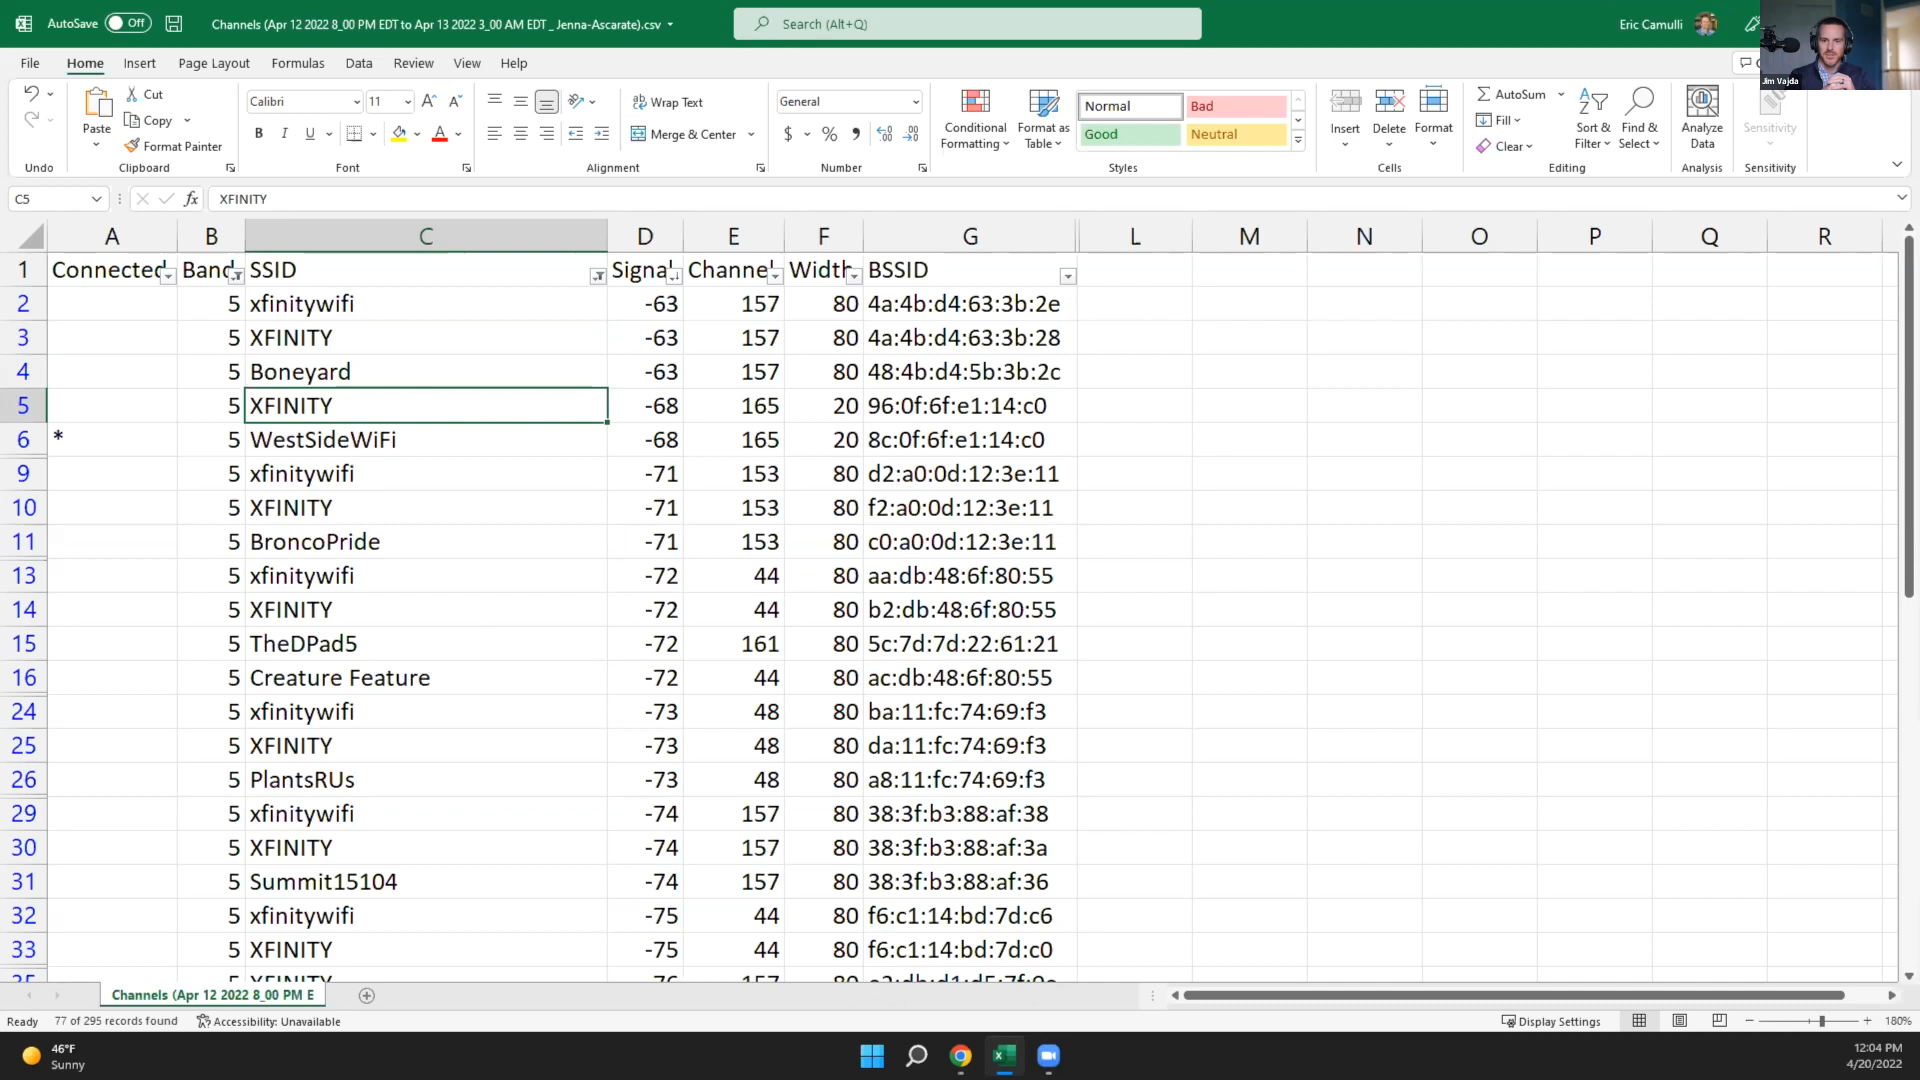 AutoSave Off Channels (Apr 12 2022 8_00 PM EDT to Apr 13 2022 3_00 AM EDT _ Jenna-Ascarate).csv Search (Alt+Q) Eric Camulli
Jim Vajda
File Home Insert Page Layout Formulas Data Review View Help
Paste Cut Copy Format Painter
Calibri 11
B I U
Wrap Text
Merge & Center
General
$ % 9
Conditional Formatting Format as Table
Normal Bad
Good Neutral
Insert Delete Format
AutoSum
Fill
Clear
Sort & Filter Find & Select
Analyze Data
Sensitivity
Undo Clipboard Font Alignment Number Styles Cells Editing Analysis Sensitivity
C5 fx XFINITY
A B C D E F G L M N O P Q R
1 Connected Band SSID Signal Channel Width BSSID
2 5 xfinitywifi -63 157 80 4a:4b:d4:63:3b:2e
3 5 XFINITY -63 157 80 4a:4b:d4:63:3b:28
4 5 Boneyard -63 157 80 48:4b:d4:5b:3b:2c
5 5 XFINITY -68 165 20 96:0f:6f:e1:14:c0
6 * 5 WestSideWiFi -68 165 20 8c:0f:6f:e1:14:c0
9 5 xfinitywifi -71 153 80 d2:a0:0d:12:3e:11
10 5 XFINITY -71 153 80 f2:a0:0d:12:3e:11
11 5 BroncoPride -71 153 80 c0:a0:0d:12:3e:11
13 5 xfinitywifi -72 44 80 aa:db:48:6f:80:55
14 5 XFINITY -72 44 80 b2:db:48:6f:80:55
15 5 TheDPad5 -72 161 80 5c:7d:7d:22:61:21
16 5 Creature Feature -72 44 80 ac:db:48:6f:80:55
24 5 xfinitywifi -73 48 80 ba:11:fc:74:69:f3
25 5 XFINITY -73 48 80 da:11:fc:74:69:f3
26 5 PlantsRUs -73 48 80 a8:11:fc:74:69:f3
29 5 xfinitywifi -74 157 80 38:3f:b3:88:af:38
30 5 XFINITY -74 157 80 38:3f:b3:88:af:3a
31 5 Summit15104 -74 157 80 38:3f:b3:88:af:36
32 5 xfinitywifi -75 44 80 f6:c1:14:bd:7d:c6
33 5 XFINITY -75 44 80 f6:c1:14:bd:7d:c0
Channels (Apr 12 2022 8_00 PM E
Ready 77 of 295 records found Accessibility: Unavailable Display Settings 180%
46°F
Sunny
12:04 PM
4/20/2022